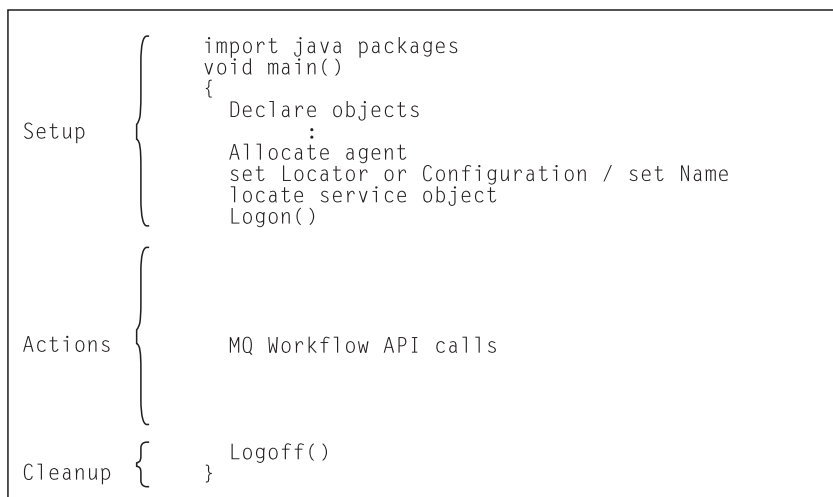 import java packages
void main()
{
Declare objects
Setup :
Allocate agent
set Locator or Configuration / set Name
locate service object
Logon()
Actions MQ Workflow API calls
Logoff()
Cleanup }